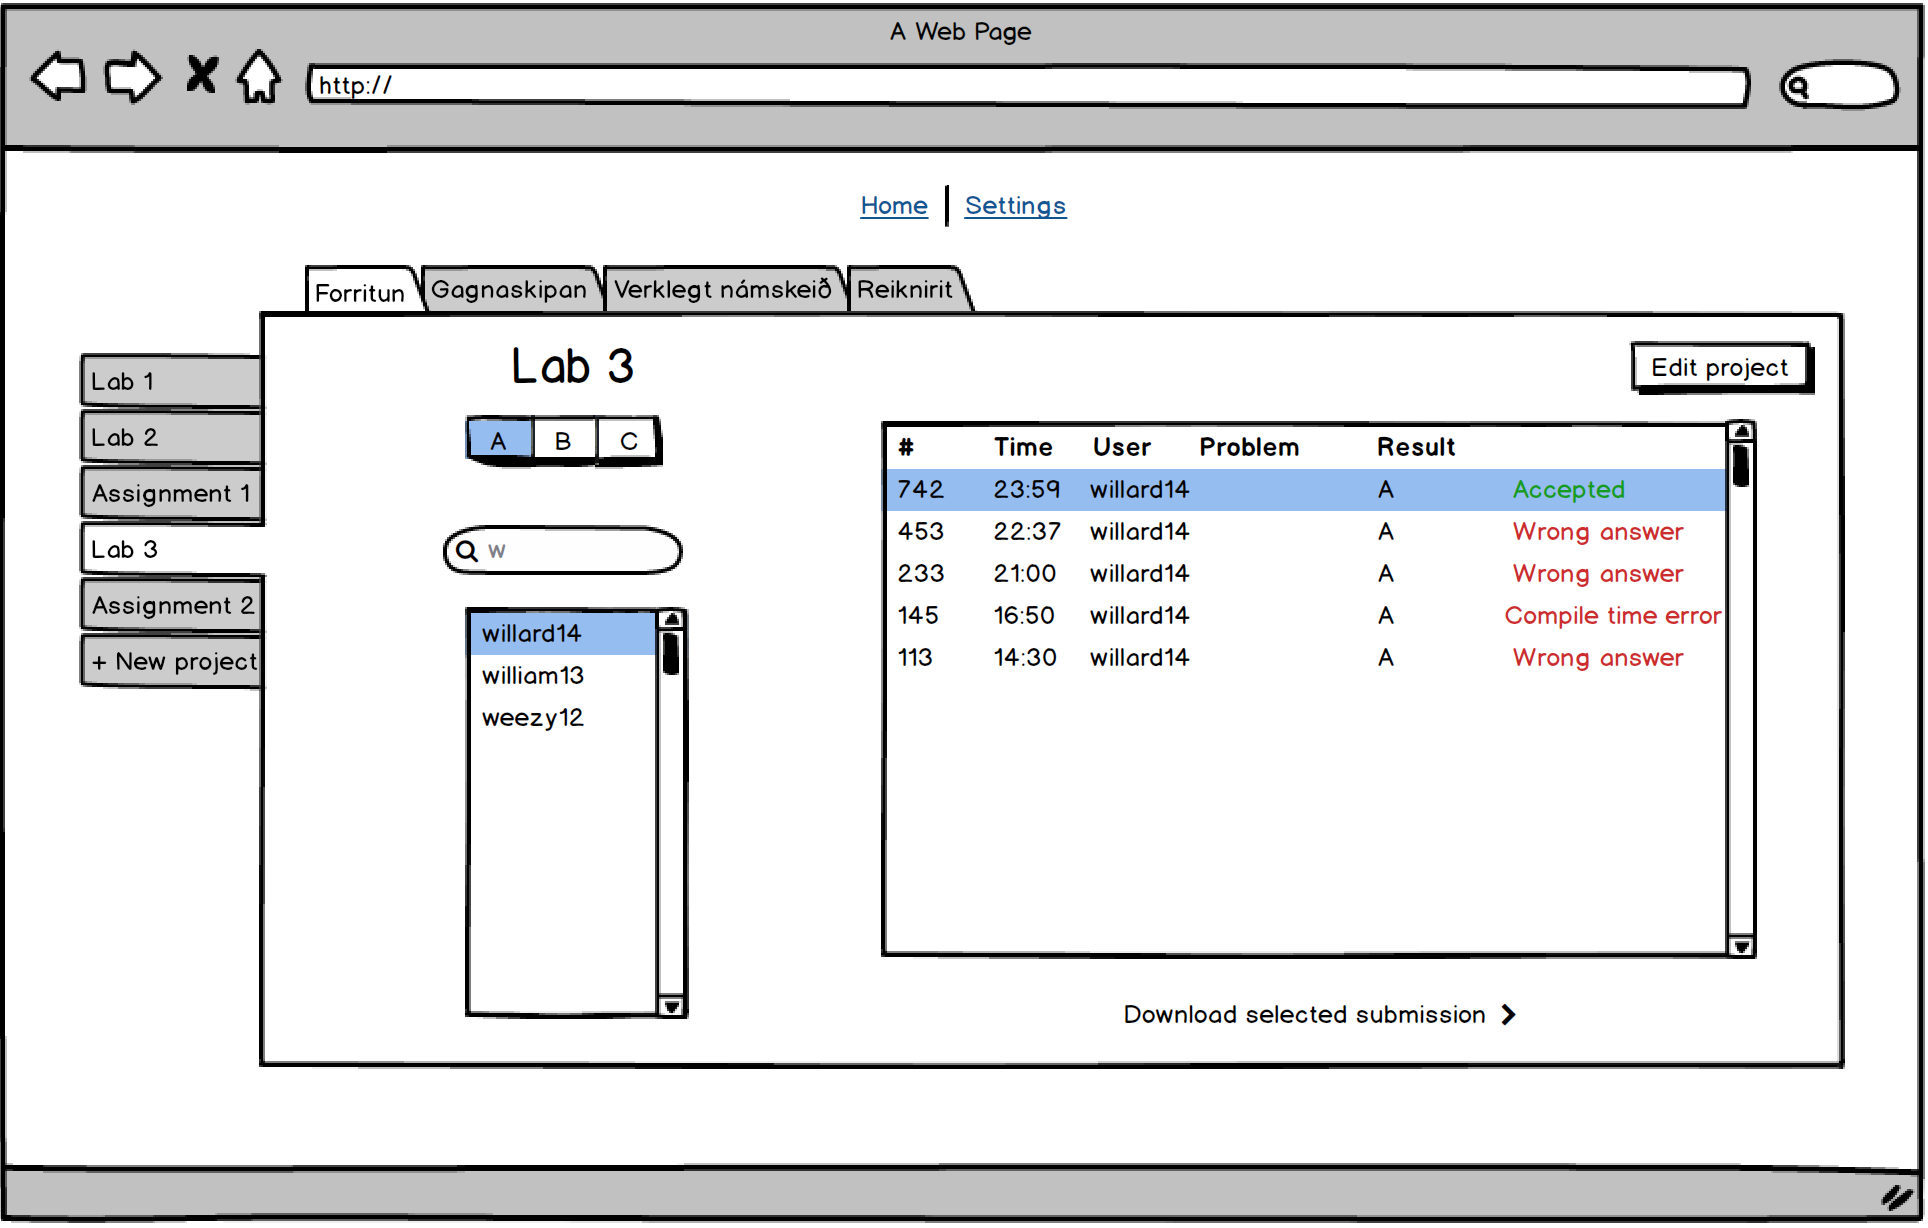 A Web Page
http://
Home | Settings
Forritun Gagnaskipan Verklegt námskeið Reiknirit
Lab 1
Lab 2
Assignment 1
Lab 3
Assignment 2
+ New project
Lab 3
A B C
w
willard14
william13
weezy12
Edit project
# Time User Problem Result
742 23:59 willard14 A Accepted
453 22:37 willard14 A Wrong answer
233 21:00 willard14 A Wrong answer
145 16:50 willard14 A Compile time error
113 14:30 willard14 A Wrong answer
Download selected submission